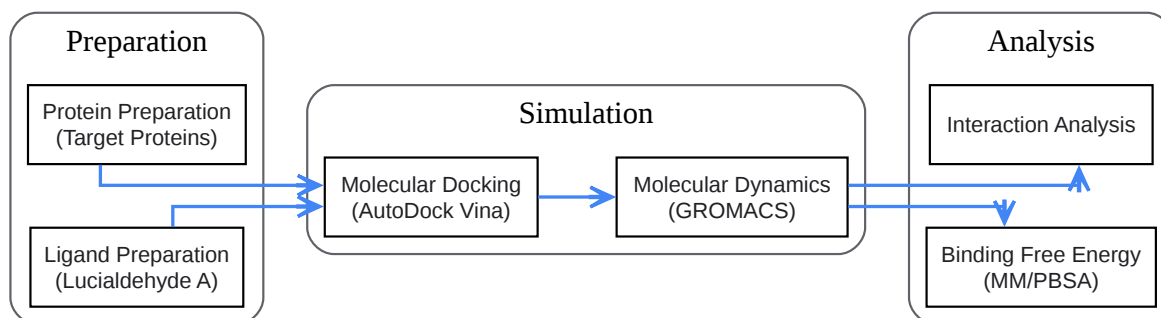 Preparation
Protein Preparation
(Target Proteins)
Ligand Preparation
(Lucialdehyde A)
Simulation
Molecular Docking
(AutoDock Vina)
Molecular Dynamics
(GROMACS)
Analysis
Interaction Analysis
Binding Free Energy
(MM/PBSA)